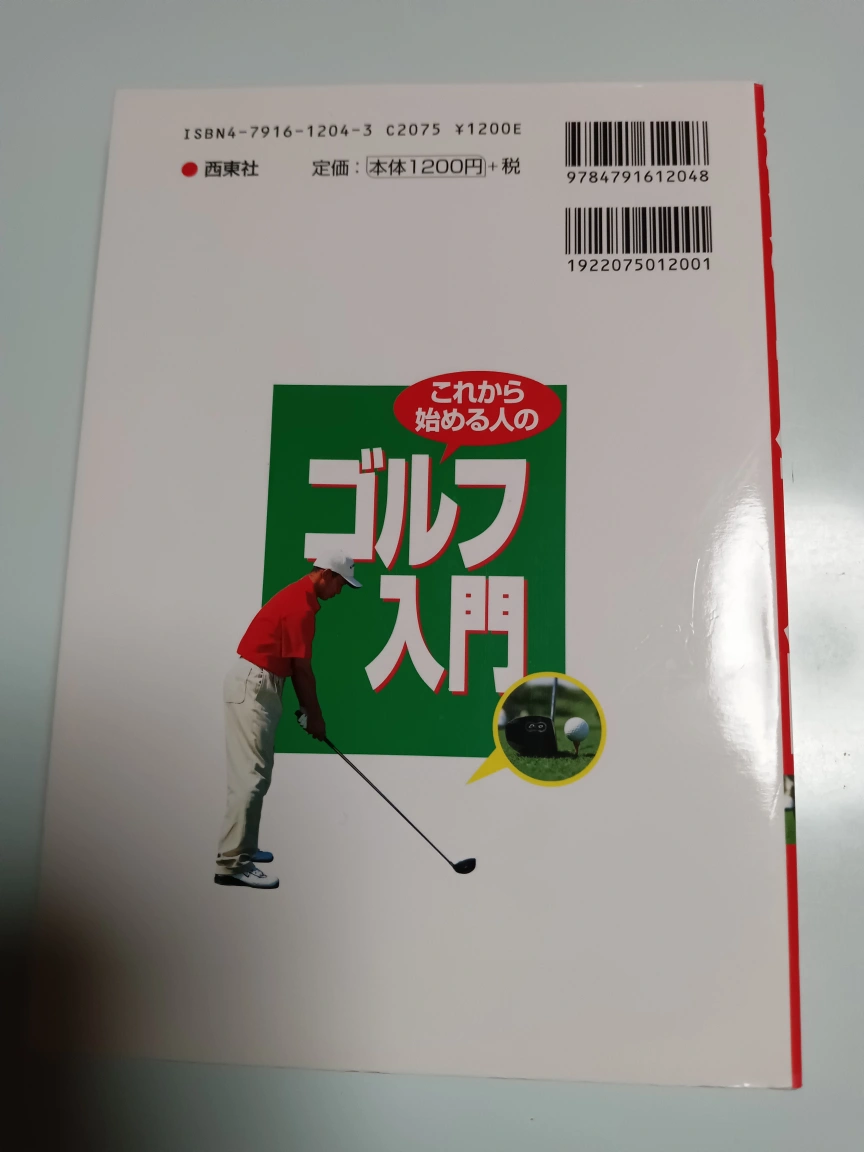 ISBN4-7916-1204-3 C2075 ¥1200E
● 西東社 定価：本体1200円+税
9784791612048
1922075012001
これから
始める人の
ゴルフ
入門